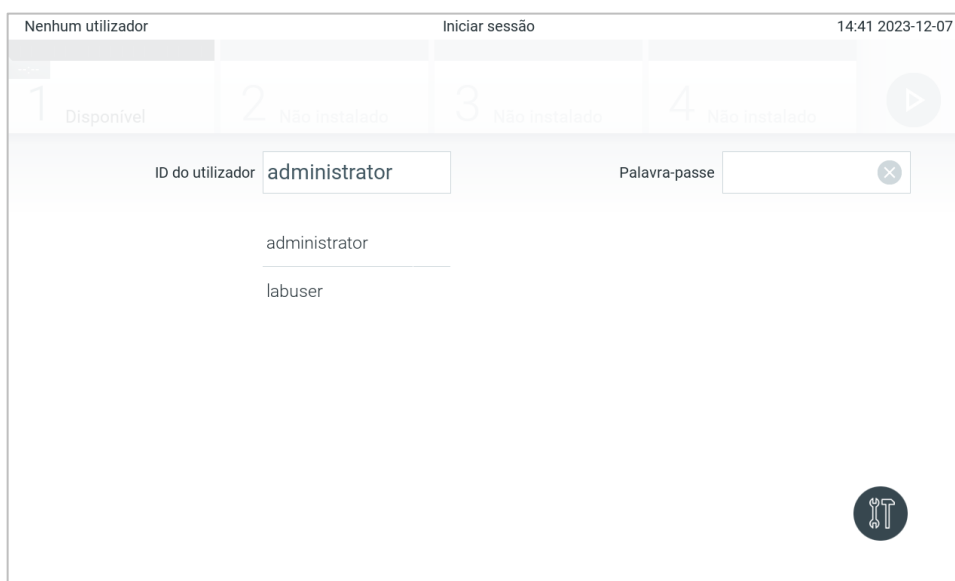 Nenhum utilizador Iniciar sessão 14:41 2023-12-07
--:--
1 Disponível 2 Não instalado 3 Não instalado 4 Não instalado
ID do utilizador administrator Palavra-passe
administrator
labuser